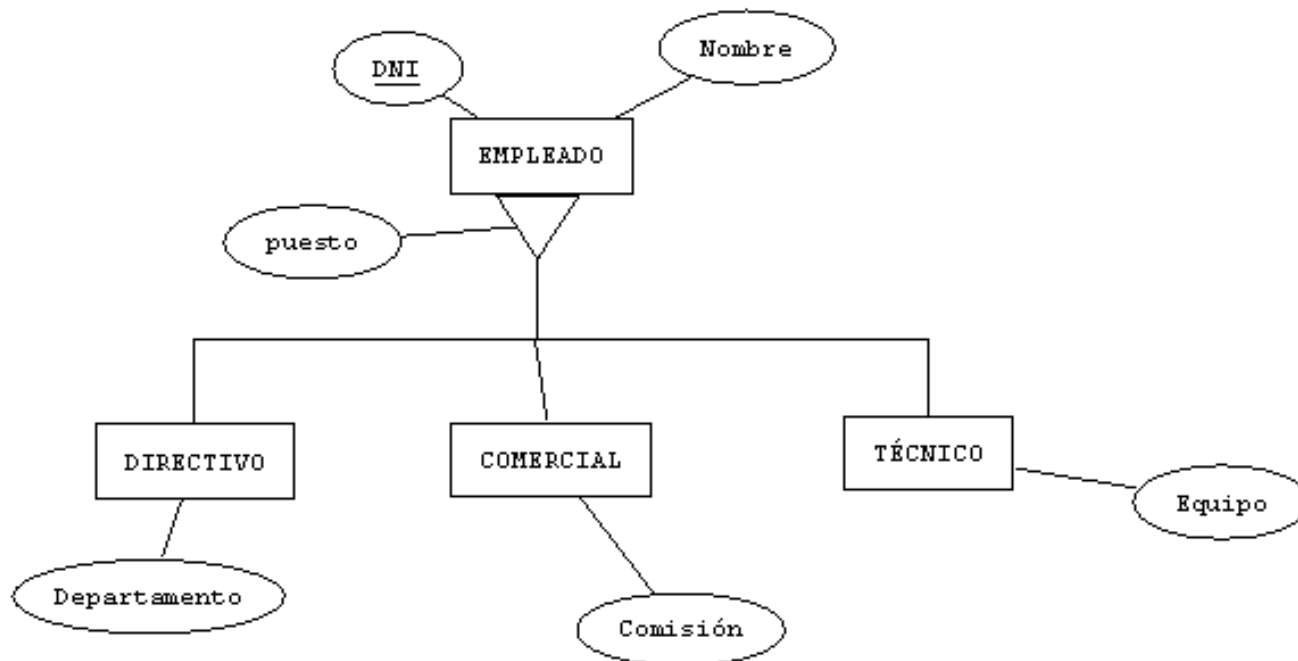 Nombre
DNI
EMPLEADO
puesto
DIRECTIVO
COMERCIAL
TÉCNICO
Equipo
Departamento
Comisión